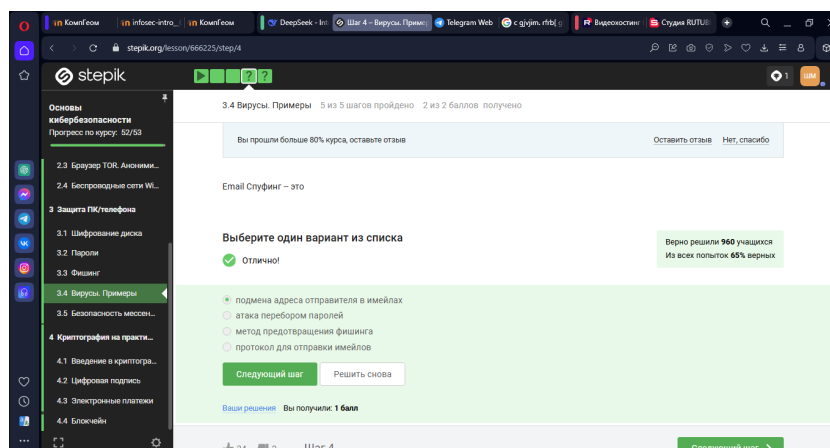 КомпГеом
infosec-intro_
КомпГеом
DeepSeek - Int
Шаг 4 – Вирусы. Пример
Telegram Web
Видеохостинг
Студия RUTUB
stepik.org/lesson/666225/step/4
stepik
1
ШМ
Основы
кибербезопасности
Прогресс по курсу: 52/53
2.3 Браузер TOR. Аноними...
2.4 Беспроводные сети Wi...
3 Защита ПК/телефона
3.1 Шифрование диска
3.2 Пароли
3.3 Фишинг
3.4 Вирусы. Примеры
3.5 Безопасность мессен...
4 Криптография на практи...
4.1 Введение в криптогра...
4.2 Цифровая подпись
4.3 Электронные платежи
4.4 Блокчейн
3.4 Вирусы. Примеры 5 из 5 шагов пройдено 2 из 2 баллов получено
Вы прошли больше 80% курса, оставьте отзыв Оставить отзыв Нет, спасибо
Email Спуфинг – это
Выберите один вариант из списка
Отлично!
Верно решили 960 учащихся
Из всех попыток 65% верных
подмена адреса отправителя в имейлах
атака перебором паролей
метод предотвращения фишинга
протокол для отправки имейлов
Следующий шаг Решить снова
Ваши решения Вы получили: 1 балл
Шаг 4
Следующий шаг